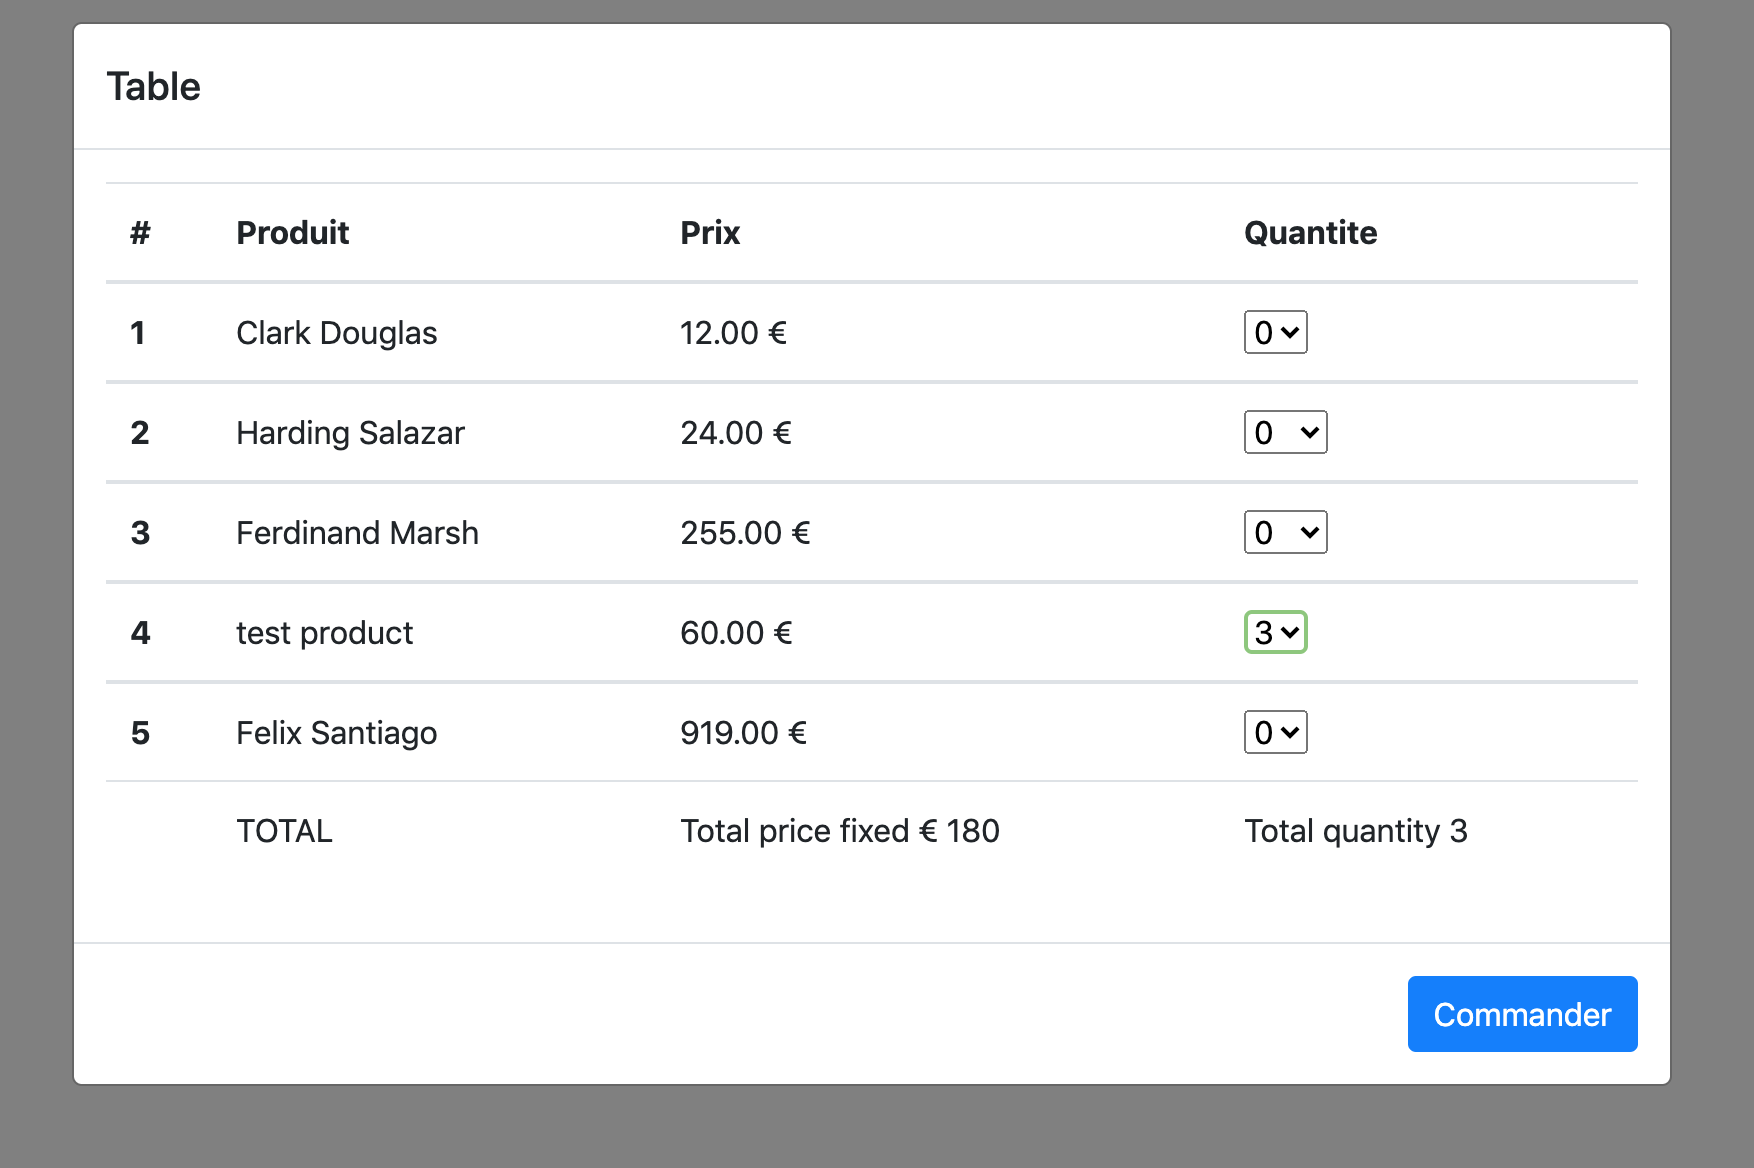 Table
# Produit Prix Quantite
1 Clark Douglas 12.00 € 0
2 Harding Salazar 24.00 € 0
3 Ferdinand Marsh 255.00 € 0
4 test product 60.00 € 3
5 Felix Santiago 919.00 € 0
TOTAL Total price fixed € 180 Total quantity 3
Commander